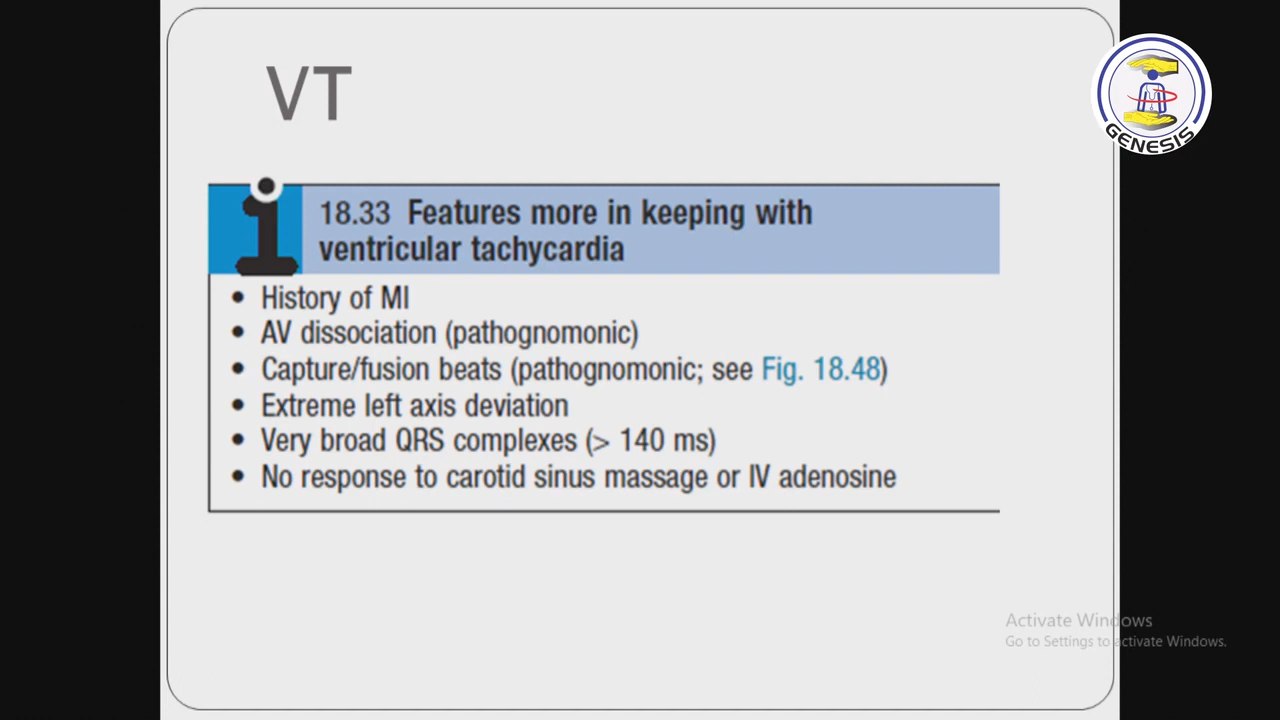 VT
GENESIS
18.33 Features more in keeping with
ventricular tachycardia
• History of MI
• AV dissociation (pathognomonic)
• Capture/fusion beats (pathognomonic; see Fig. 18.48)
• Extreme left axis deviation
• Very broad QRS complexes (> 140 ms)
• No response to carotid sinus massage or IV adenosine
Activate Windows
Go to Settings to activate Windows.